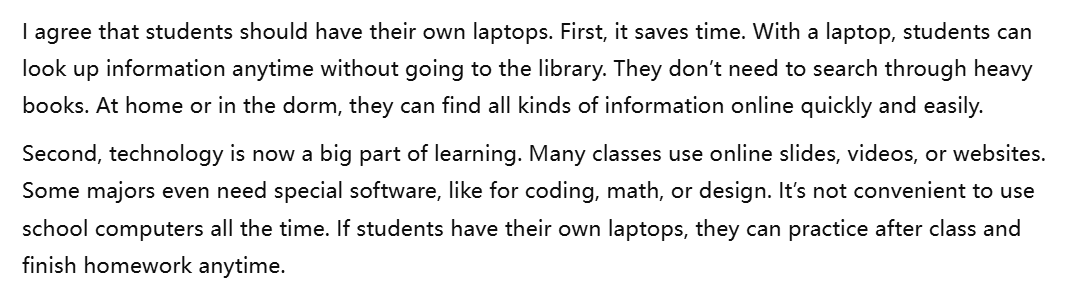 I agree that students should have their own laptops. First, it saves time. With a laptop, students can
look up information anytime without going to the library. They don’t need to search through heavy
books. At home or in the dorm, they can find all kinds of information online quickly and easily.
Second, technology is now a big part of learning. Many classes use online slides, videos, or websites.
Some majors even need special software, like for coding, math, or design. It’s not convenient to use
school computers all the time. If students have their own laptops, they can practice after class and
finish homework anytime.